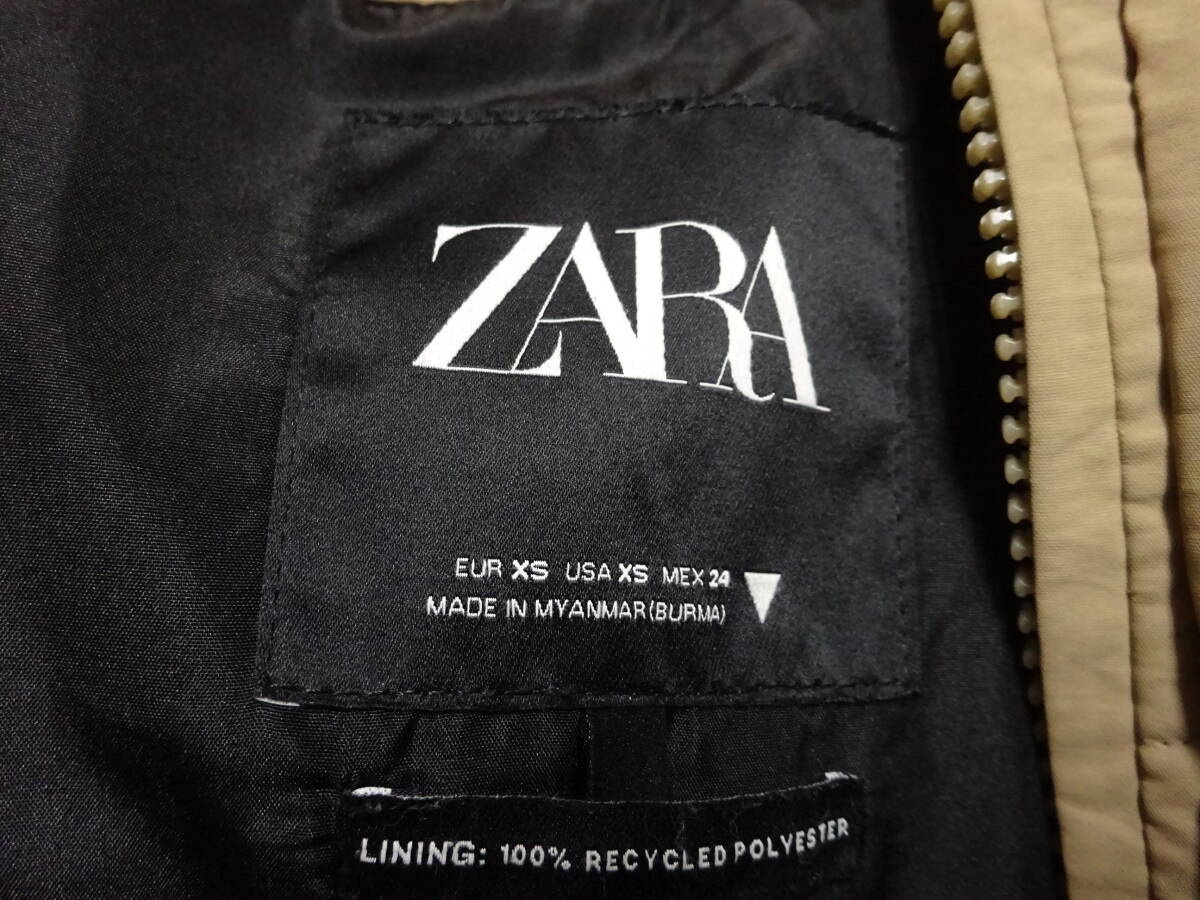 ZARA
EUR XS USA XS MEX 24
MADE IN MYANMAR(BURMA)
LINING: 100% RECYCLED POLYESTER